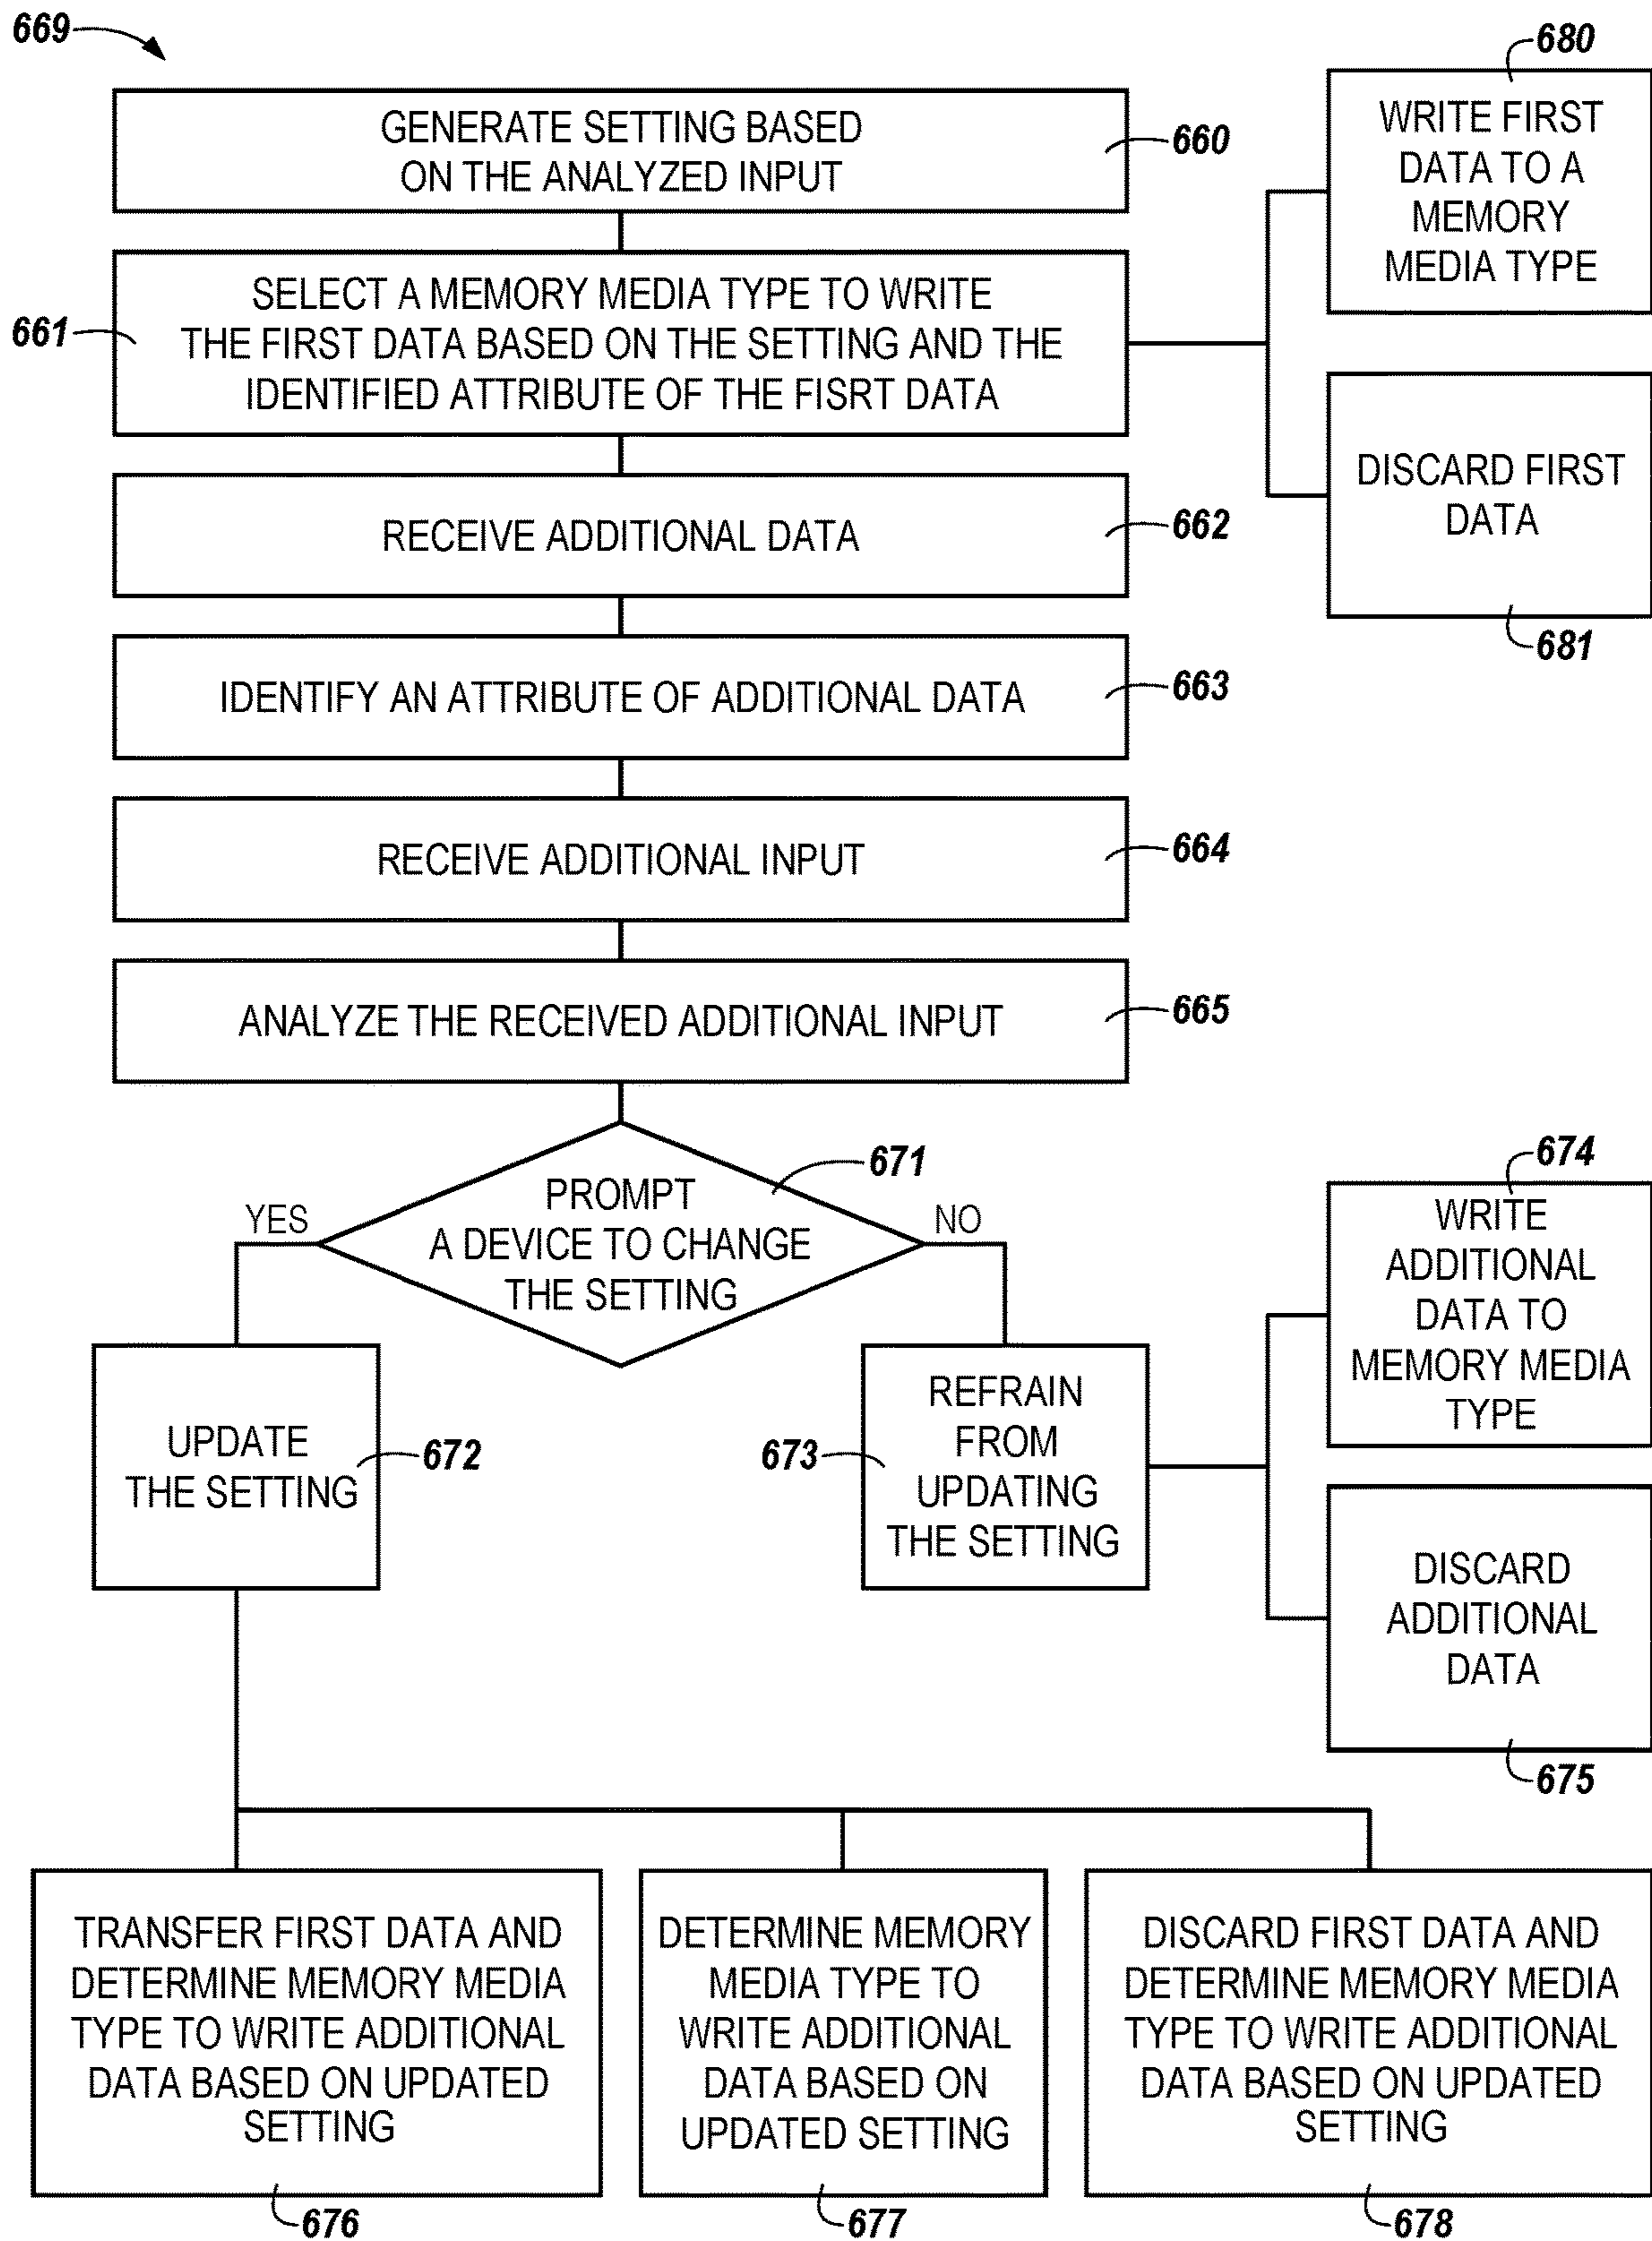 669
GENERATE SETTING BASED
ON THE ANALYZED INPUT
660
680
WRITE FIRST
DATA TO A
MEMORY
MEDIA TYPE
661
SELECT A MEMORY MEDIA TYPE TO WRITE
THE FIRST DATA BASED ON THE SETTING AND THE
IDENTIFIED ATTRIBUTE OF THE FISRT DATA
DISCARD FIRST
DATA
681
RECEIVE ADDITIONAL DATA
662
IDENTIFY AN ATTRIBUTE OF ADDITIONAL DATA
663
RECEIVE ADDITIONAL INPUT
664
ANALYZE THE RECEIVED ADDITIONAL INPUT
665
671
PROMPT
A DEVICE TO CHANGE
THE SETTING
YES
NO
UPDATE
THE SETTING
672
673
REFRAIN
FROM
UPDATING
THE SETTING
674
WRITE
ADDITIONAL
DATA TO
MEMORY MEDIA
TYPE
DISCARD
ADDITIONAL
DATA
675
TRANSFER FIRST DATA AND
DETERMINE MEMORY MEDIA
TYPE TO WRITE ADDITIONAL
DATA BASED ON UPDATED
SETTING
676
DETERMINE MEMORY
MEDIA TYPE TO
WRITE ADDITIONAL
DATA BASED ON
UPDATED SETTING
677
DISCARD FIRST DATA AND
DETERMINE MEMORY MEDIA
TYPE TO WRITE ADDITIONAL
DATA BASED ON UPDATED
SETTING
678